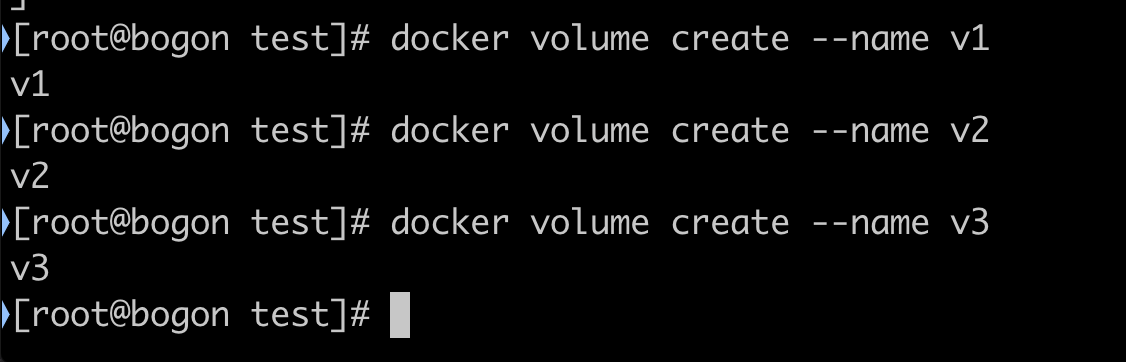 ]
[root@bogon test]# docker volume create --name v1
v1
[root@bogon test]# docker volume create --name v2
v2
[root@bogon test]# docker volume create --name v3
v3
[root@bogon test]#